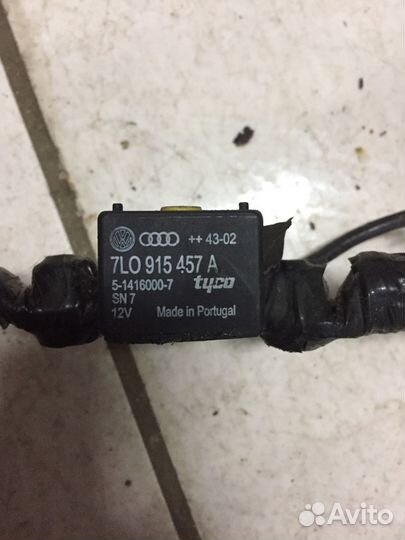 ++ 43-02
7L0 915 457 A
5-1416000-7 tyco
SN 7
12V Made in Portugal
Avito